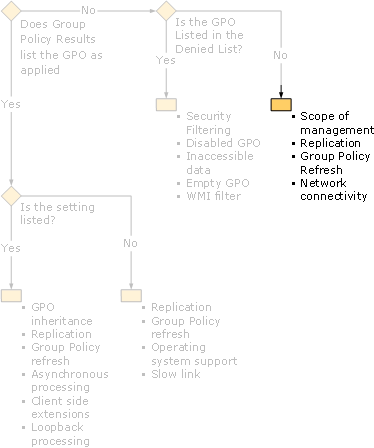 Does Group
Policy Results
list the GPO as
applied
No
Is the GPO
Listed in the
Denied List?
Yes
No
Yes
▪ Security
Filtering
▪ Disabled GPO
▪ Inaccessible
data
▪ Empty GPO
▪ WMI filter
▪ Scope of
management
▪ Replication
▪ Group Policy
Refresh
▪ Network
connectivity
Is the setting
listed?
Yes
No
▪ GPO
inheritance
▪ Replication
▪ Group Policy
refresh
▪ Asynchronous
processing
▪ Client side
extensions
▪ Loopback
processing
▪ Replication
▪ Group Policy
refresh
▪ Operating
system support
▪ Slow link